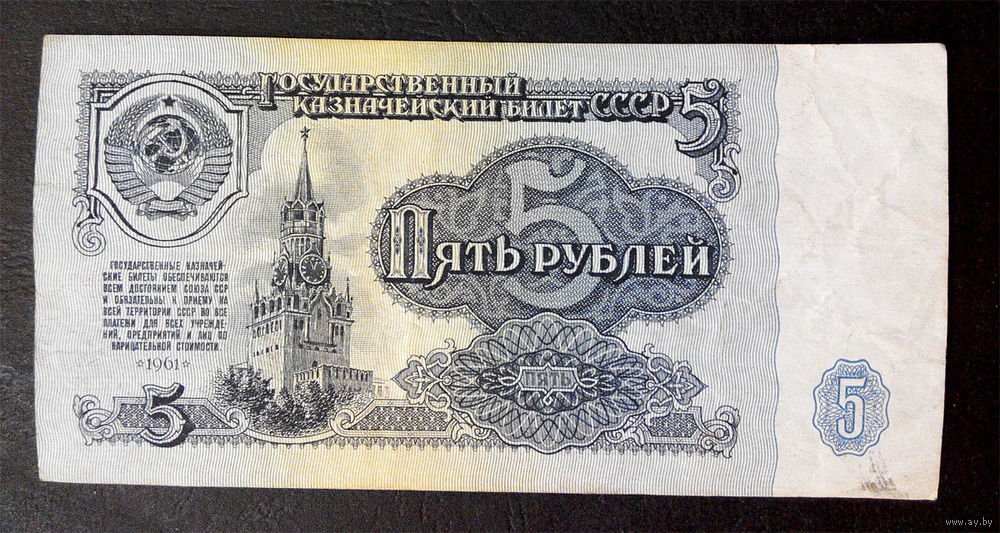 Государственный
казначейский билет СССР
5
5
Пять рублей
ГОСУДАРСТВЕННЫЕ КАЗНАЧЕЙ-
СКИЕ БИЛЕТЫ ОБЕСПЕЧИВАЮТСЯ
ВСЕМ ДОСТОЯНИЕМ СОЮЗА ССР
И ОБЯЗАТЕЛЬНЫ К ПРИЕМУ НА
ВСЕЙ ТЕРРИТОРИИ СССР ВО ВСЕ
ПЛАТЕЖИ ДЛЯ ВСЕХ УЧРЕЖДЕ-
НИЙ, ПРЕДПРИЯТИЙ И ЛИЦ ПО
НАРИЦАТЕЛЬНОЙ СТОИМОСТИ.
☆1961☆
ПЯТЬ
5
5
www.ay.by